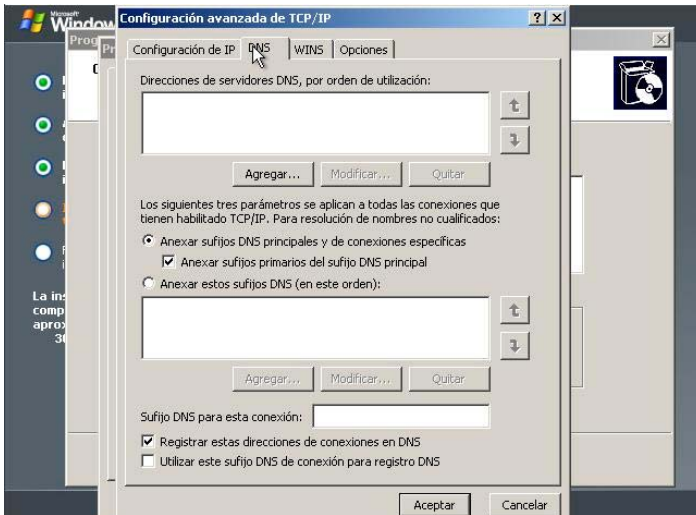 Microsoft
Window
Configuración avanzada de TCP/IP
Prog
Pr
Configuración de IP
DNS
WINS
Opciones
Direcciones de servidores DNS, por orden de utilización:
Agregar...
Modificar...
Quitar
Los siguientes tres parámetros se aplican a todas las conexiones que
tienen habilitado TCP/IP. Para resolución de nombres no cualificados:
Anexar sufijos DNS principales y de conexiones específicas
Anexar sufijos primarios del sufijo DNS principal
Anexar estos sufijos DNS (en este orden):
Agregar...
Modificar...
Quitar
Sufijo DNS para esta conexión:
Registrar estas direcciones de conexiones en DNS
Utilizar este sufijo DNS de conexión para registro DNS
Aceptar
Cancelar
La ins
comp
aprox